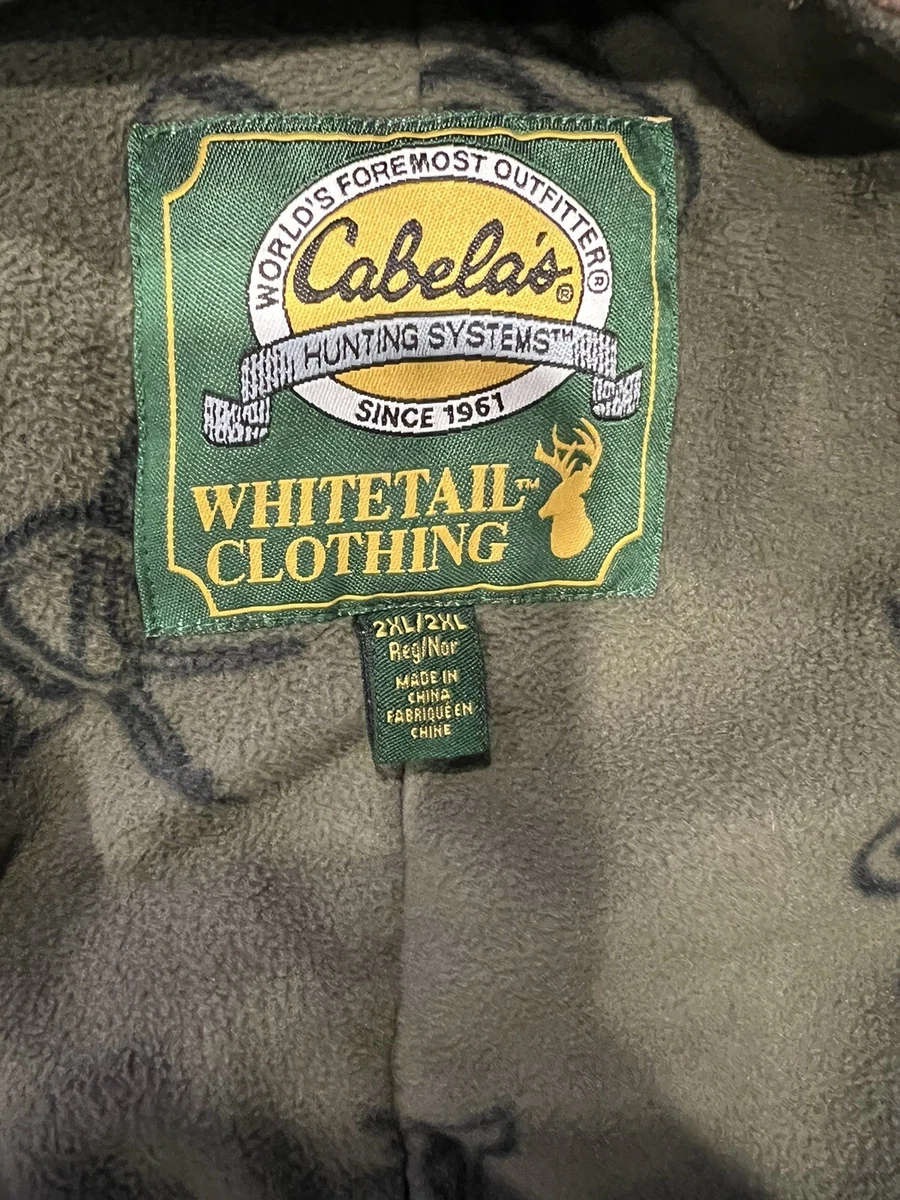 WORLD'S FOREMOST OUTFITTER®
Cabela's®
HUNTING SYSTEMS™
SINCE 1961
WHITETAIL™
CLOTHING
2XL/2XL
Reg/Nor
MADE IN
CHINA
FABRIQUÉ EN
CHINE